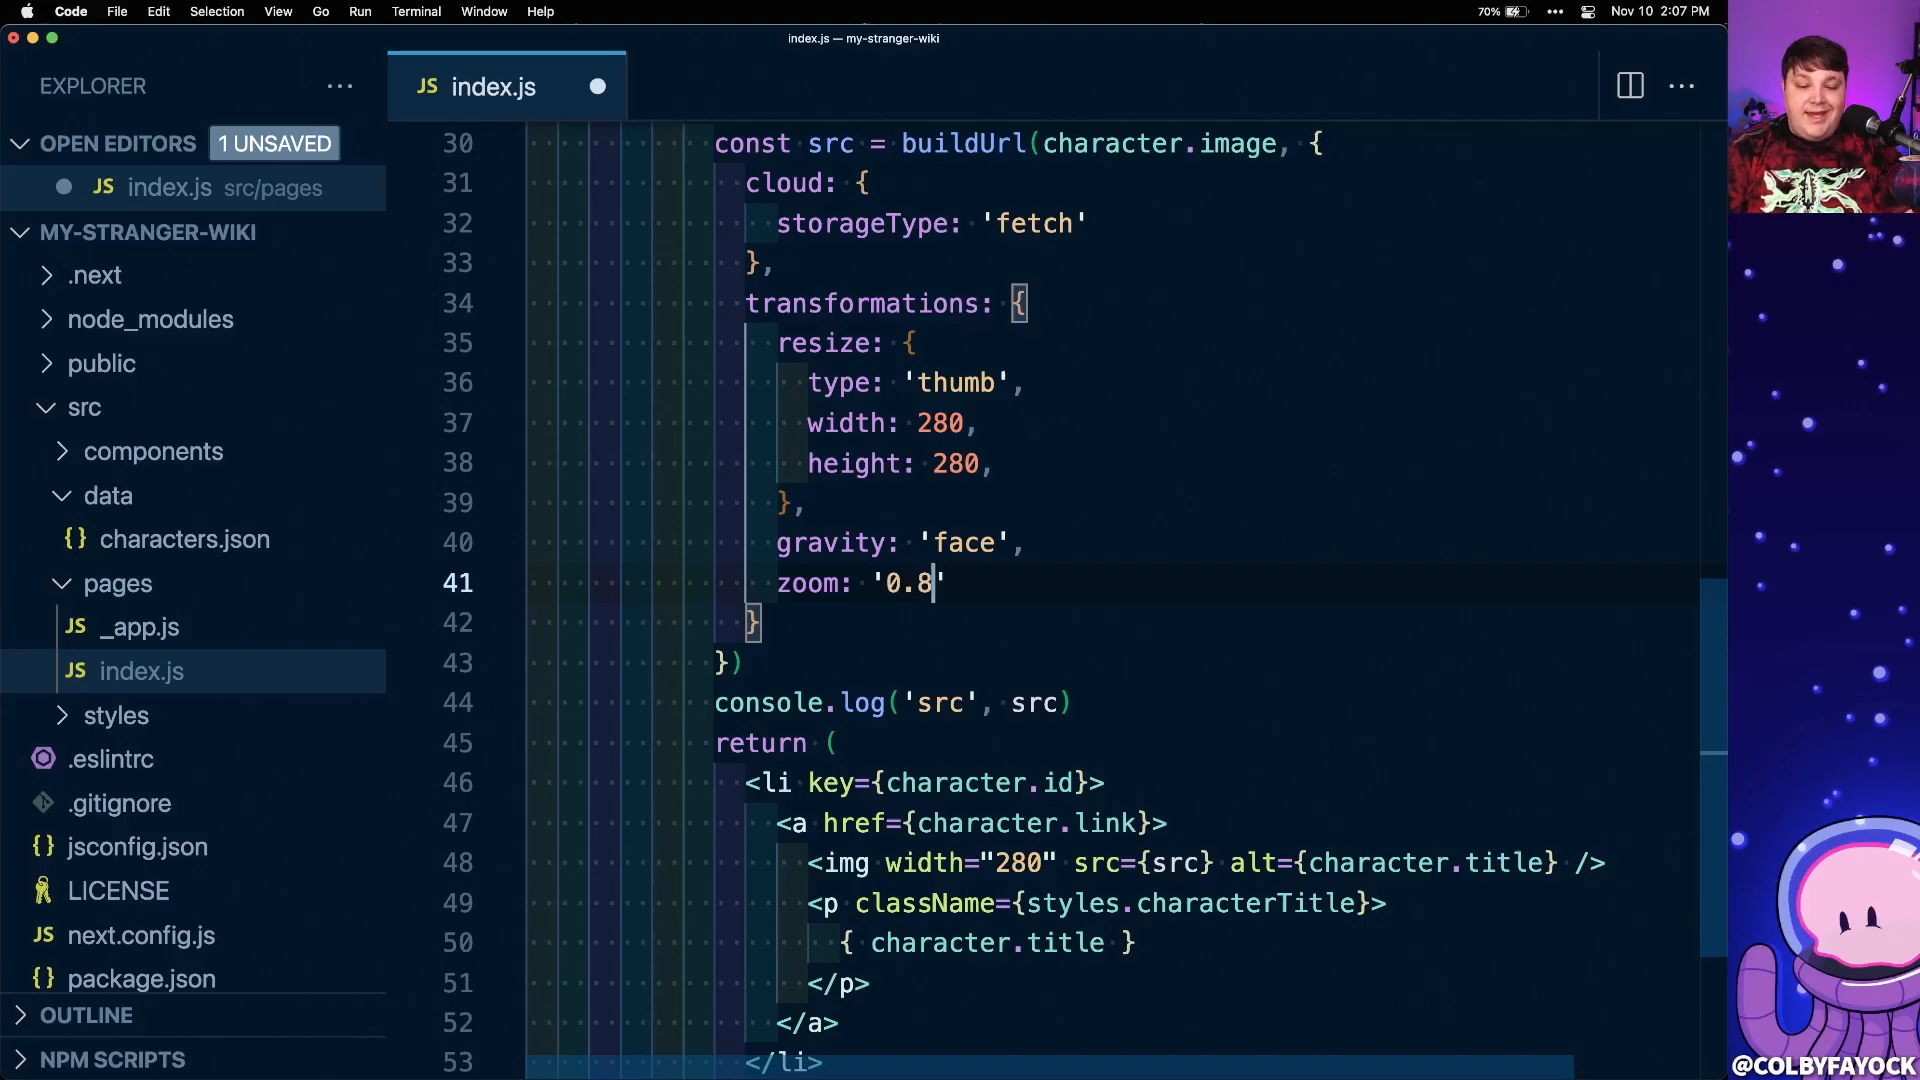 Code File Edit Selection View Go Run Terminal Window Help 70% Nov 10 2:07 PM
index.js — my-stranger-wiki
EXPLORER
JS index.js
OPEN EDITORS 1 UNSAVED
JS index.js src/pages
MY-STRANGER-WIKI
.next
node_modules
public
src
components
data
{} characters.json
pages
JS _app.js
JS index.js
styles
.eslintrc
.gitignore
{} jsconfig.json
LICENSE
JS next.config.js
{} package.json
OUTLINE
NPM SCRIPTS
30 const src = buildUrl(character.image, {
31 cloud: {
32 storageType: 'fetch'
33 },
34 transformations: {
35 resize: {
36 type: 'thumb',
37 width: 280,
38 height: 280,
39 },
40 gravity: 'face',
41 zoom: '0.8'
42 }
43 })
44 console.log('src', src)
45 return (
46 <li key={character.id}>
47 <a href={character.link}>
48 <img width="280" src={src} alt={character.title} />
49 <p className={styles.characterTitle}>
50 { character.title }
51 </p>
52 </a>
53 </li>
@COLBYFAYOCK